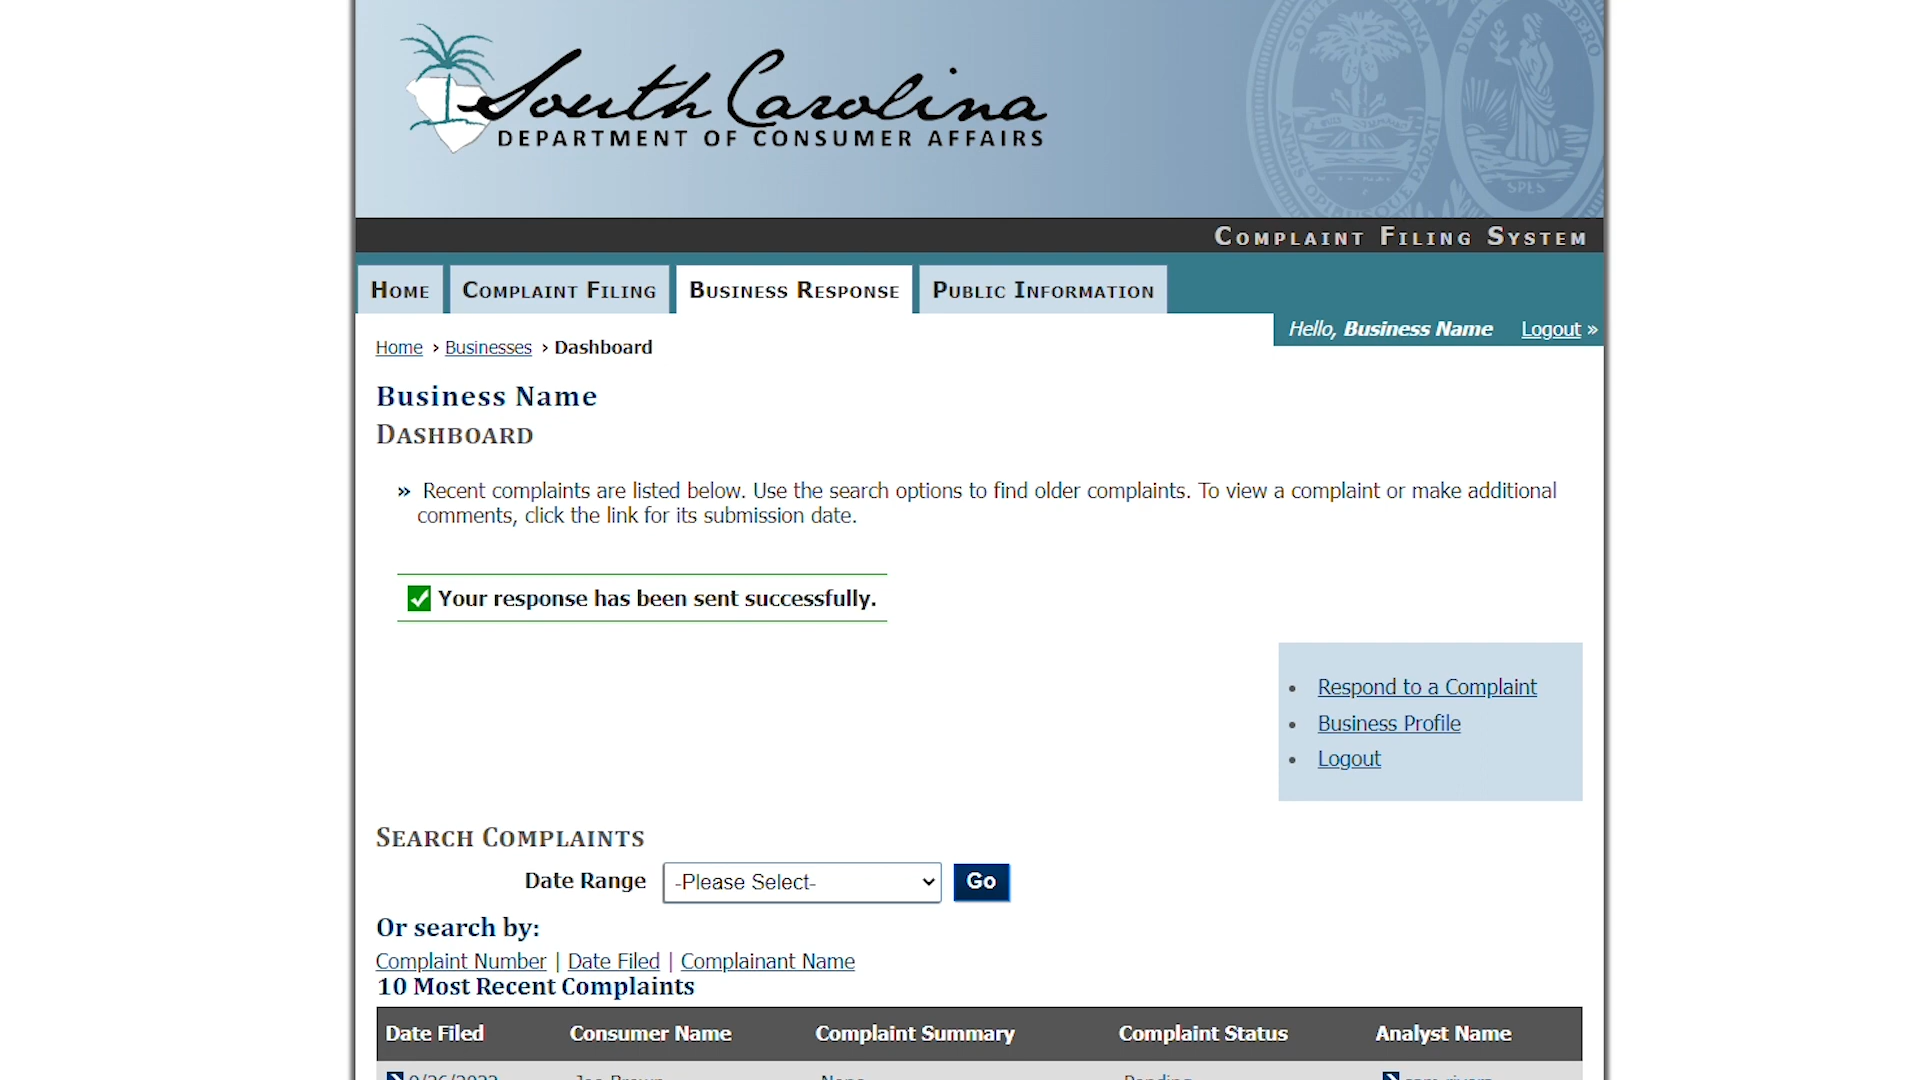 South Carolina
DEPARTMENT OF CONSUMER AFFAIRS
COMPLAINT FILING SYSTEM
HOME
COMPLAINT FILING
BUSINESS RESPONSE
PUBLIC INFORMATION
Hello, Business Name Logout »
Home › Businesses › Dashboard
Business Name
DASHBOARD
» Recent complaints are listed below. Use the search options to find older complaints. To view a complaint or make additional
comments, click the link for its submission date.
Your response has been sent successfully.
• Respond to a Complaint
• Business Profile
• Logout
SEARCH COMPLAINTS
Date Range -Please Select- Go
Or search by:
Complaint Number | Date Filed | Complainant Name
10 Most Recent Complaints
Date Filed Consumer Name Complaint Summary Complaint Status Analyst Name